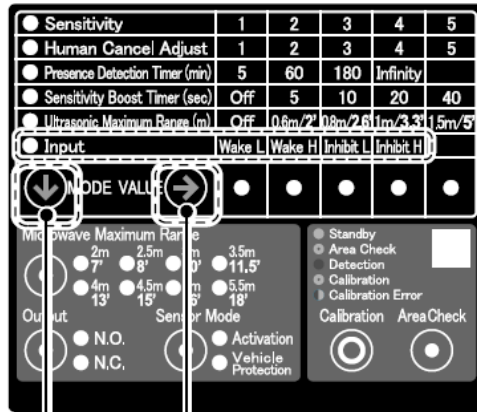 Sensitivity 1 2 3 4 5
Human Cancel Adjust 1 2 3 4 5
Presence Detection Timer (min) 5 60 180 Infinity
Sensitivity Boost Timer (sec) Off 5 10 20 40
Ultrasonic Maximum Range (m) Off 0.6m/2' 0.8m/2.6' 1m/3.3' 1.5m/5'
Input Wake L Wake H Inhibit L Inhibit H
MODE VALUE
Microwave Maximum Range
2m 2.5m m 3.5m
7' 8' 0' 11.5'
4m 4.5m m 5.5m
13' 15' 6' 18'
Output Sensor Mode
N.O. Activation
N.C. Vehicle Protection
Standby
Area Check
Detection
Calibration
Calibration Error
Calibration Area Check